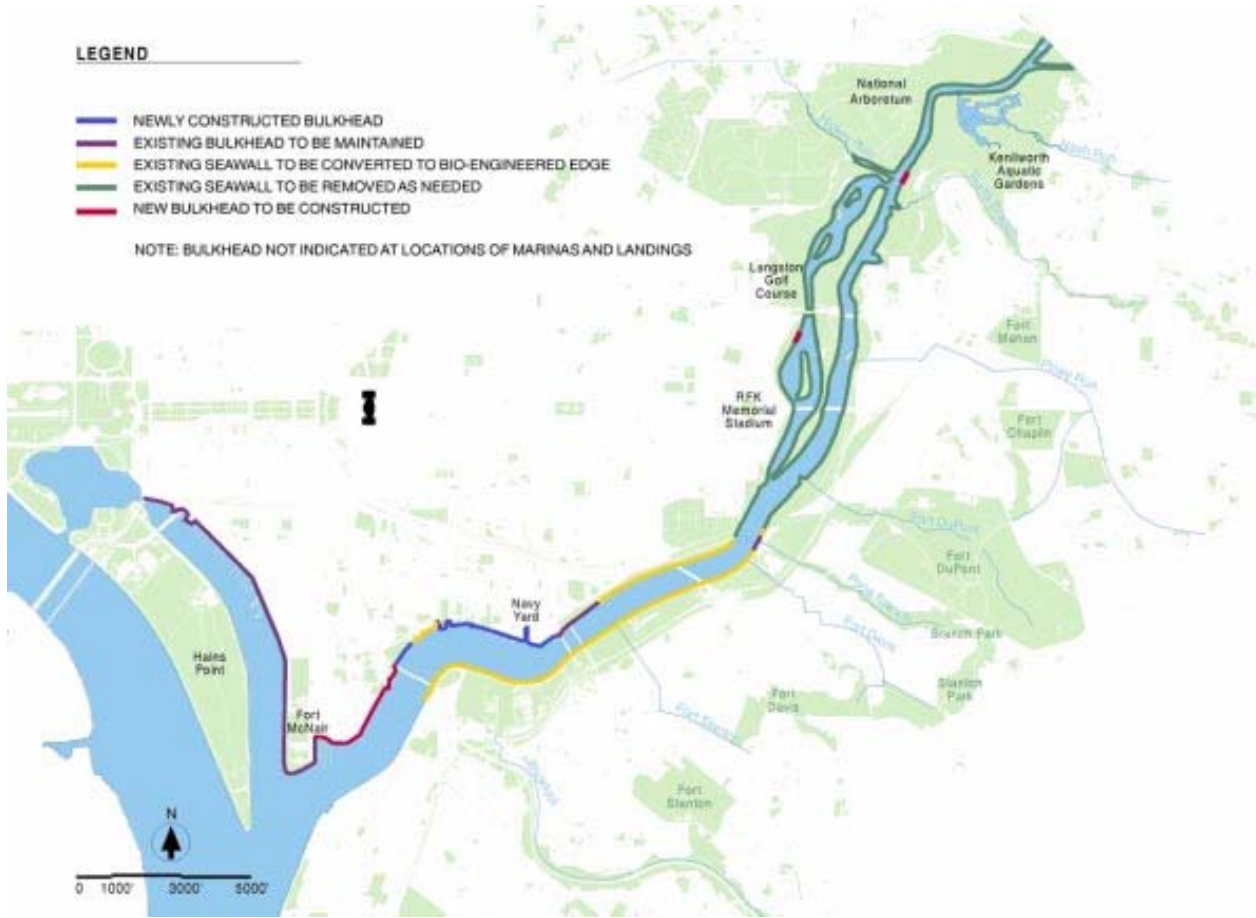 LEGEND
NEWLY CONSTRUCTED BULKHEAD
EXISTING BULKHEAD TO BE MAINTAINED
EXISTING SEAWALL TO BE CONVERTED TO BIO-ENGINEERED EDGE
EXISTING SEAWALL TO BE REMOVED AS NEEDED
NEW BULKHEAD TO BE CONSTRUCTED
NOTE: BULKHEAD NOT INDICATED AT LOCATIONS OF MARINAS AND LANDINGS
National
Arboretum
Kenilworth
Aquatic
Gardens
Langston
Golf
Course
Fort
Mahan
Piney Run
RFK
Memorial
Stadium
Fort
Chaplin
Fort DuPont
Fort
DuPont
Navy
Yard
Fort Davis
Branch Park
Hains
Point
Stanton
Park
Fort
Davis
Fort
McNair
Fort
Stanton
N
0 1000' 3000' 5000'